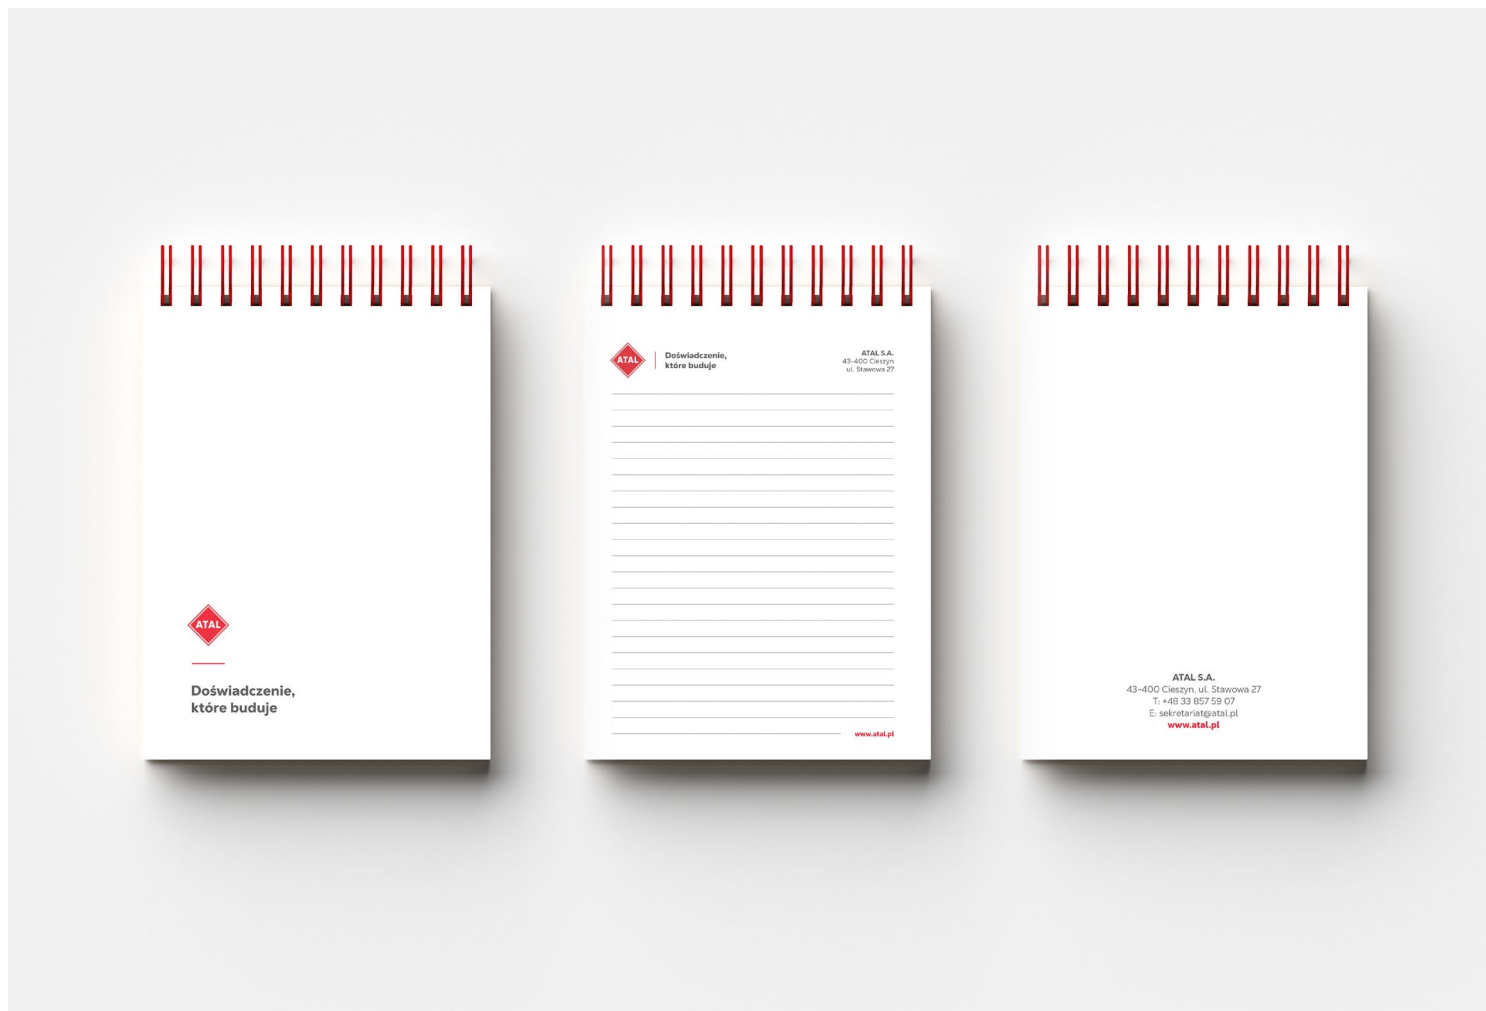 ATAL
Doświadczenie,
które buduje
ATAL
Doświadczenie,
które buduje
ATAL S.A.
43-400 Cieszyn
ul. Stawowa 27
www.atal.pl
ATAL S.A.
43-400 Cieszyn, ul. Stawowa 27
T: +48 33 857 59 07
E: sekretariat@atal.pl
www.atal.pl